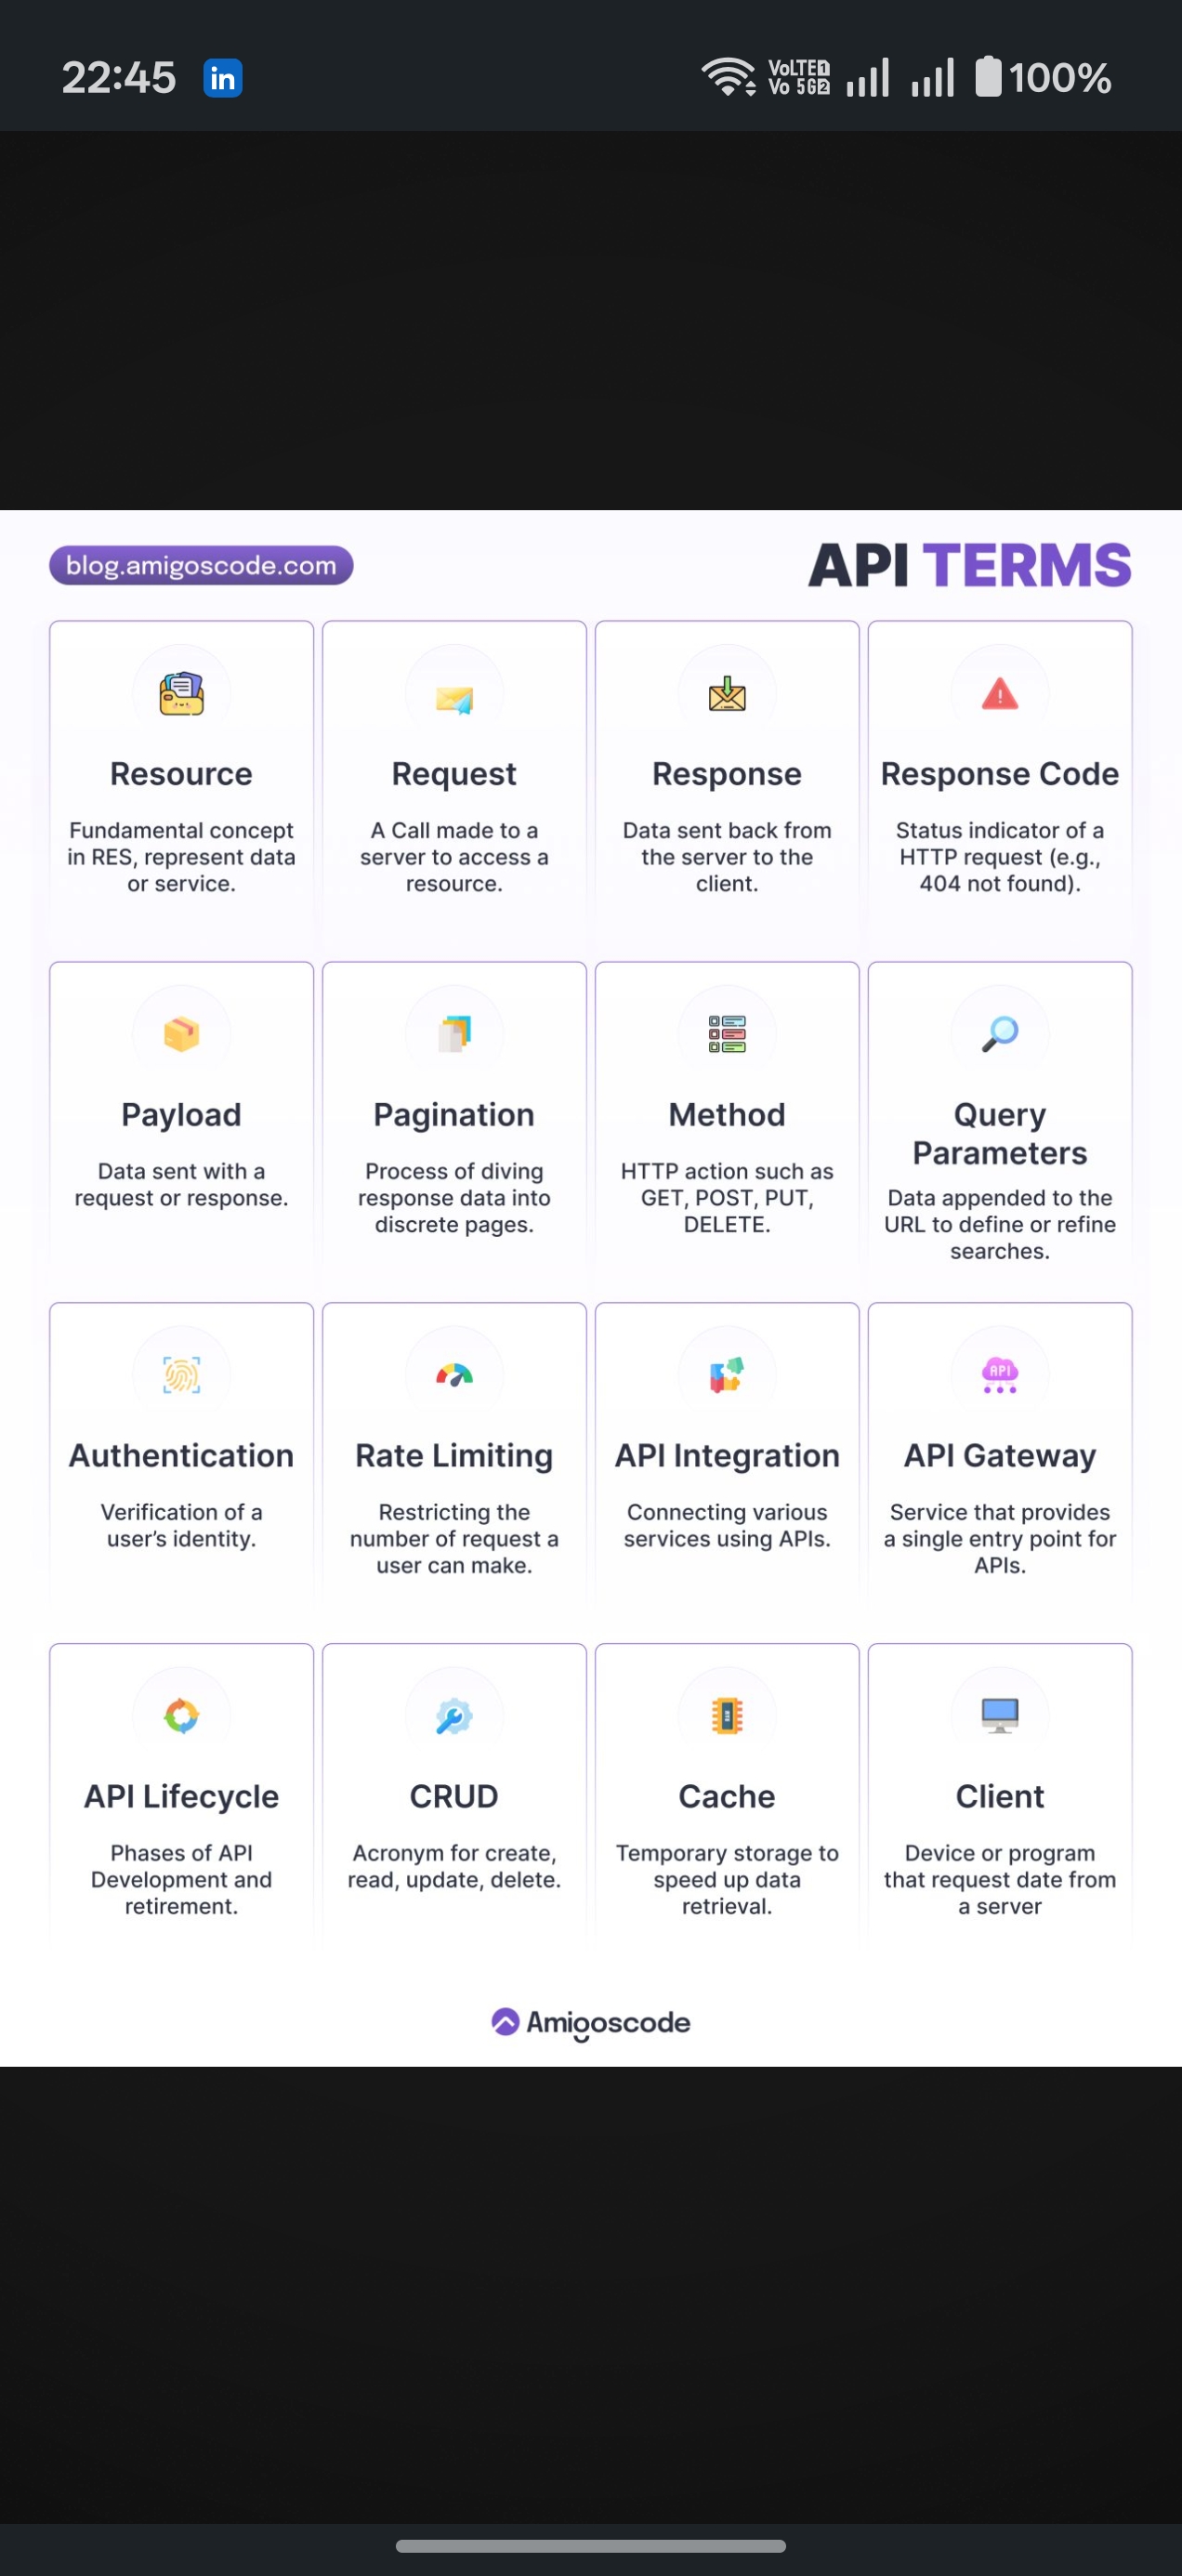 22:45
in
VoLTE1
Vo 5G2
100%
blog.amigoscode.com
API TERMS
Resource
Fundamental concept
in RES, represent data
or service.
Request
A Call made to a
server to access a
resource.
Response
Data sent back from
the server to the
client.
Response Code
Status indicator of a
HTTP request (e.g.,
404 not found).
Payload
Data sent with a
request or response.
Pagination
Process of diving
response data into
discrete pages.
Method
HTTP action such as
GET, POST, PUT,
DELETE.
Query
Parameters
Data appended to the
URL to define or refine
searches.
Authentication
Verification of a
user’s identity.
Rate Limiting
Restricting the
number of request a
user can make.
API Integration
Connecting various
services using APIs.
API
API Gateway
Service that provides
a single entry point for
APIs.
API Lifecycle
Phases of API
Development and
retirement.
CRUD
Acronym for create,
read, update, delete.
Cache
Temporary storage to
speed up data
retrieval.
Client
Device or program
that request date from
a server
Amigoscode